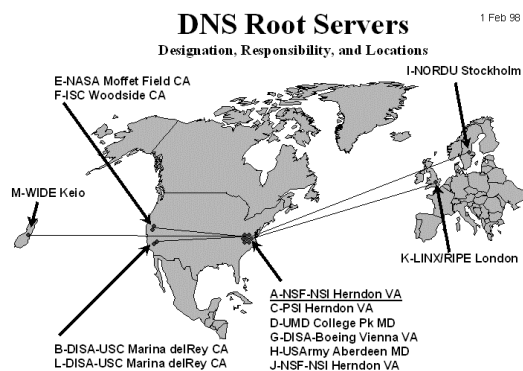 DNS Root Servers
1 Feb 98
Designation, Responsibility, and Locations
E-NASA Moffet Field CA
F-ISC Woodside CA
I-NORDU Stockholm
M-WIDE Keio
K-LINX/RIPE London
A-NSF-NSI Herndon VA
C-PSI Herndon VA
D-UMD College Pk MD
G-DISA-Boeing Vienna VA
H-USArmy Aberdeen MD
J-NSF-NSI Herndon VA
B-DISA-USC Marina delRey CA
L-DISA-USC Marina delRey CA